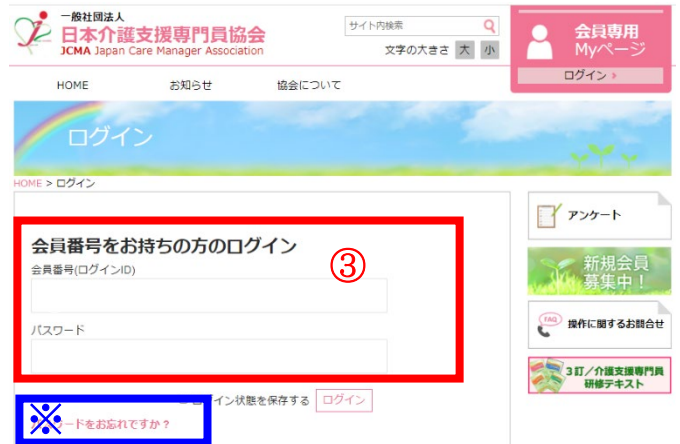 一般社団法人
日本介護支援専門員協会
JCMA Japan Care Manager Association
サイト内検索
文字の大きさ 大 小
会員専用
Myページ
ログイン
HOME お知らせ 協会について
ログイン
HOME > ログイン
会員番号をお持ちの方のログイン
③
会員番号(ログインID)
パスワード
イン状態を保存する ログイン
※
ードをお忘れですか？
アンケート
新規会員
募集中！
FAQ 操作に関するお問合せ
3訂／介護支援専門員
研修テキスト